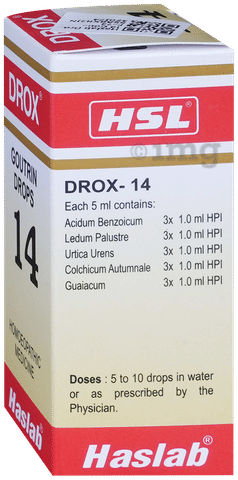 DROX®
GOUTRIN
DROPS
14
HOMOEOPATHIC
MEDICINE
Haslab
HSL®
1mg
DROX- 14
Each 5 ml contains:
Acidum Benzoicum 3x 1.0 ml HPI
Ledum Palustre 3x 1.0 ml HPI
Urtica Urens 3x 1.0 ml HPI
Colchicum Autumnale 3x 1.0 ml HPI
Guaiacum 3x 1.0 ml HPI
Doses : 5 to 10 drops in water
or as prescribed by the
Physician.
Haslab®